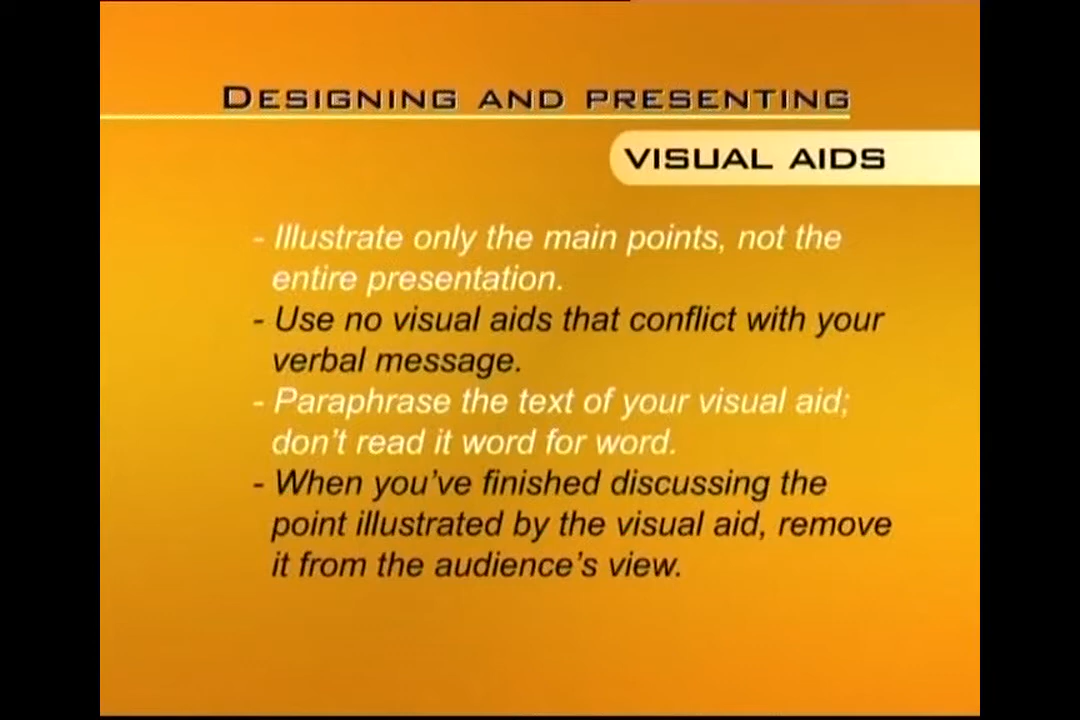 DESIGNING AND PRESENTING
VISUAL AIDS
- Illustrate only the main points, not the
entire presentation.
- Use no visual aids that conflict with your
verbal message.
- Paraphrase the text of your visual aid;
don’t read it word for word.
- When you’ve finished discussing the
point illustrated by the visual aid, remove
it from the audience’s view.